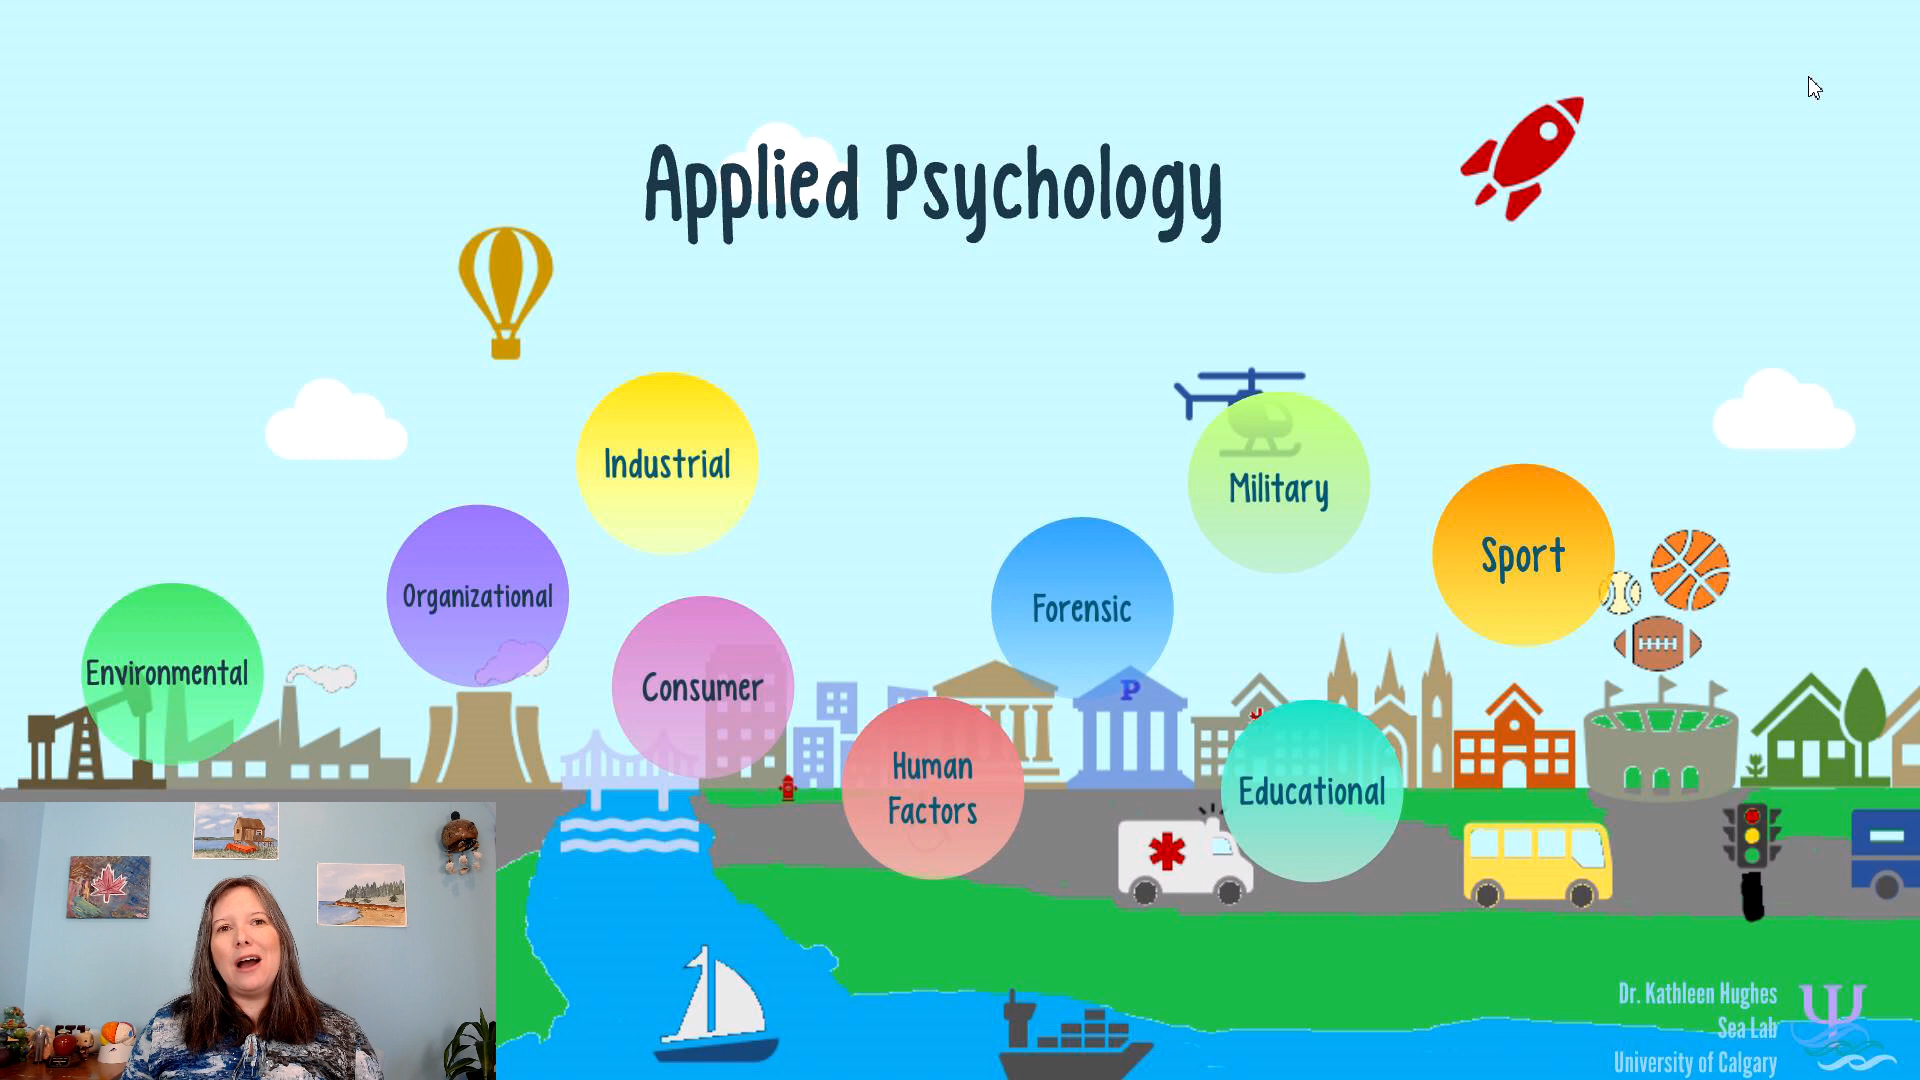 Applied Psychology
Industrial
Military
Sport
Organizational
Forensic
Environmental
Consumer
P
Human
Factors
Educational
Dr. Kathleen Hughes
Sea Lab
University of Calgary